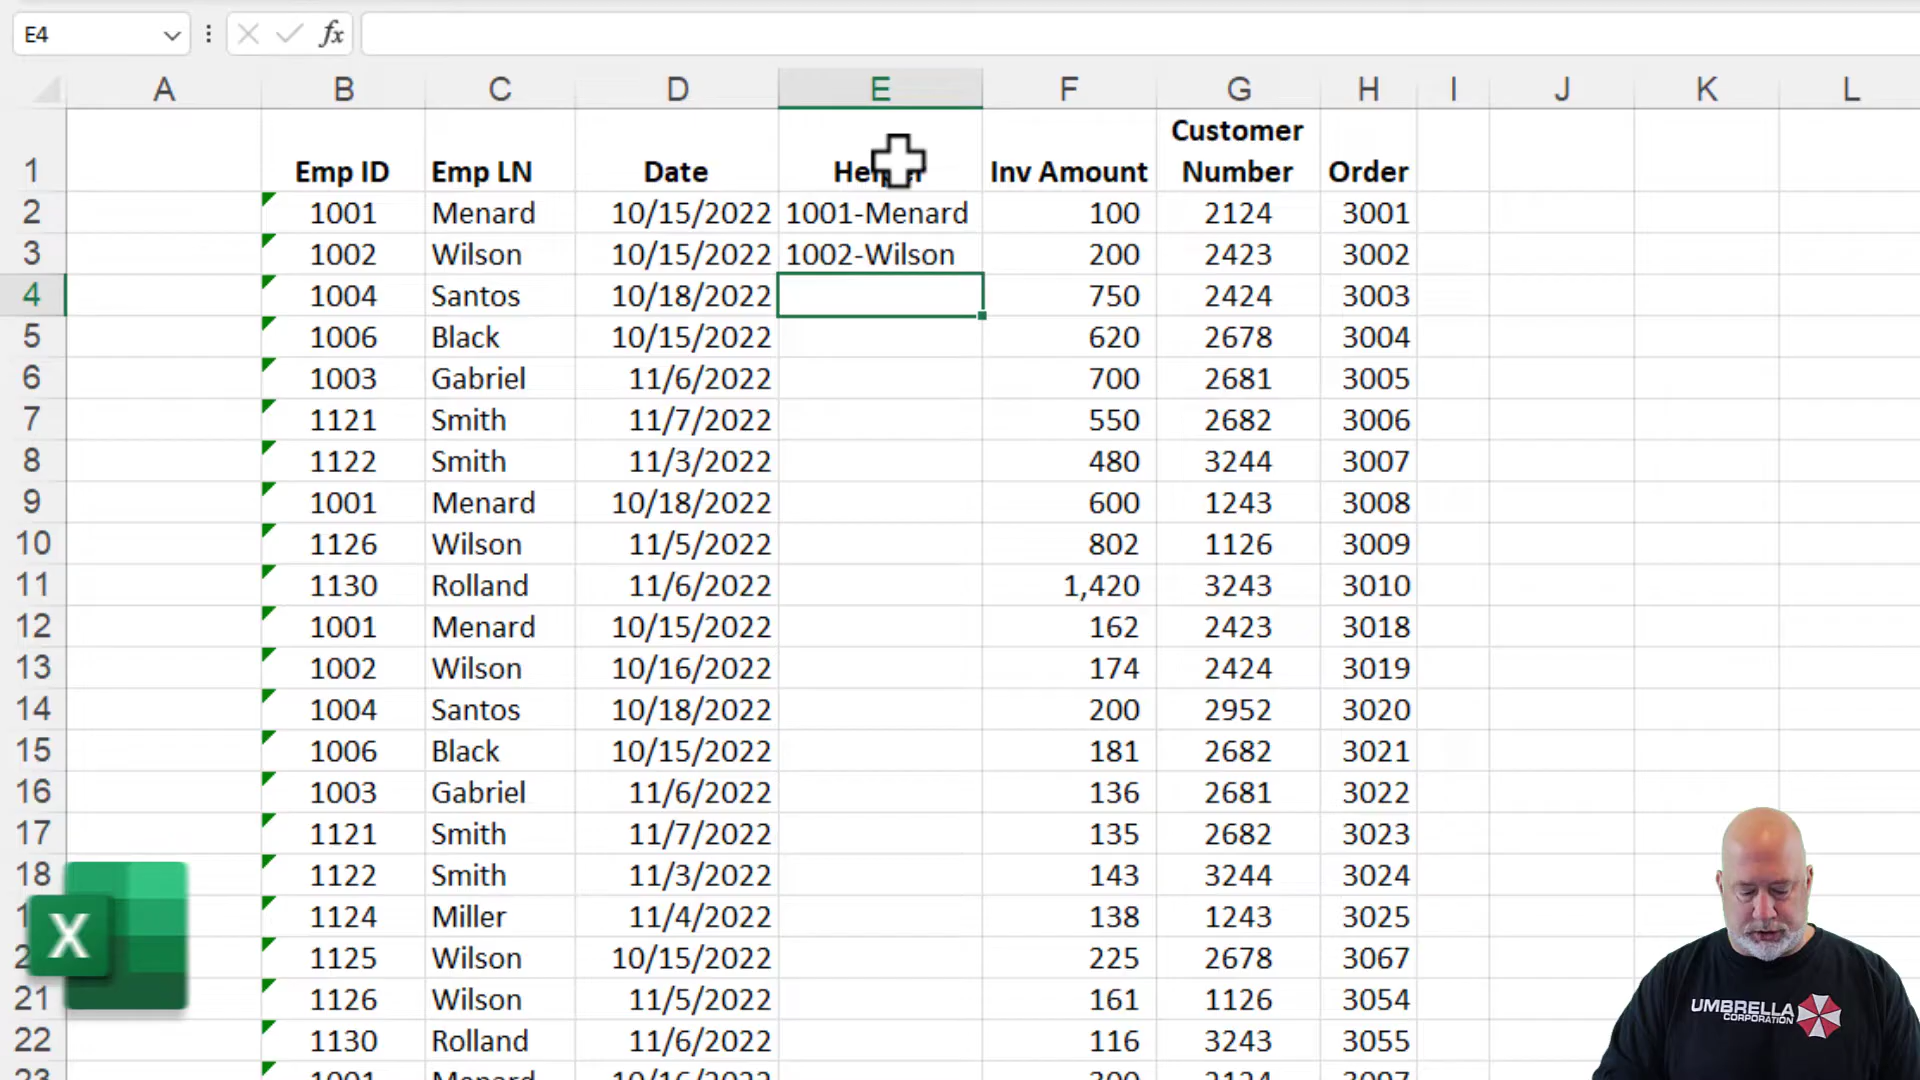 E4 fx
A B C D E F G H I J K L
Customer
1 Emp ID Emp LN Date Inv Amount Number Order
2 1001 Menard 10/15/2022 1001-Menard 100 2124 3001
3 1002 Wilson 10/15/2022 1002-Wilson 200 2423 3002
4 1004 Santos 10/18/2022 750 2424 3003
5 1006 Black 10/15/2022 620 2678 3004
6 1003 Gabriel 11/6/2022 700 2681 3005
7 1121 Smith 11/7/2022 550 2682 3006
8 1122 Smith 11/3/2022 480 3244 3007
9 1001 Menard 10/18/2022 600 1243 3008
10 1126 Wilson 11/5/2022 802 1126 3009
11 1130 Rolland 11/6/2022 1,420 3243 3010
12 1001 Menard 10/15/2022 162 2423 3018
13 1002 Wilson 10/16/2022 174 2424 3019
14 1004 Santos 10/18/2022 200 2952 3020
15 1006 Black 10/15/2022 181 2682 3021
16 1003 Gabriel 11/6/2022 136 2681 3022
17 1121 Smith 11/7/2022 135 2682 3023
18 1122 Smith 11/3/2022 143 3244 3024
1124 Miller 11/4/2022 138 1243 3025
1125 Wilson 10/15/2022 225 2678 3067
21 1126 Wilson 11/5/2022 161 1126 3054
22 1130 Rolland 11/6/2022 116 3243 3055
X
UMBRELLA
CORPORATION